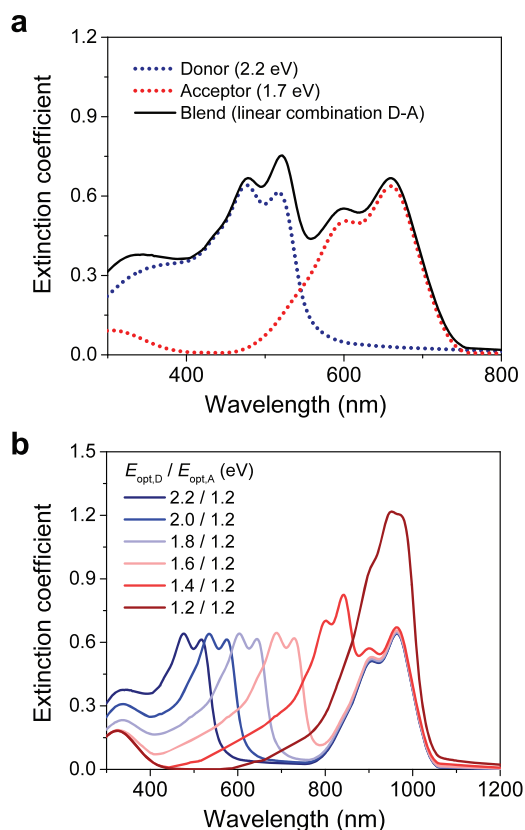 a
1.2
0.9
0.6
0.3
0.0
Extinction coefficient
Donor (2.2 eV)
Acceptor (1.7 eV)
Blend (linear combination D-A)
400
600
800
Wavelength (nm)
b
1.5
1.2
0.9
0.6
0.3
0.0
Extinction coefficient
Eopt,D / Eopt,A (eV)
2.2 / 1.2
2.0 / 1.2
1.8 / 1.2
1.6 / 1.2
1.4 / 1.2
1.2 / 1.2
400
600
800
1000
1200
Wavelength (nm)